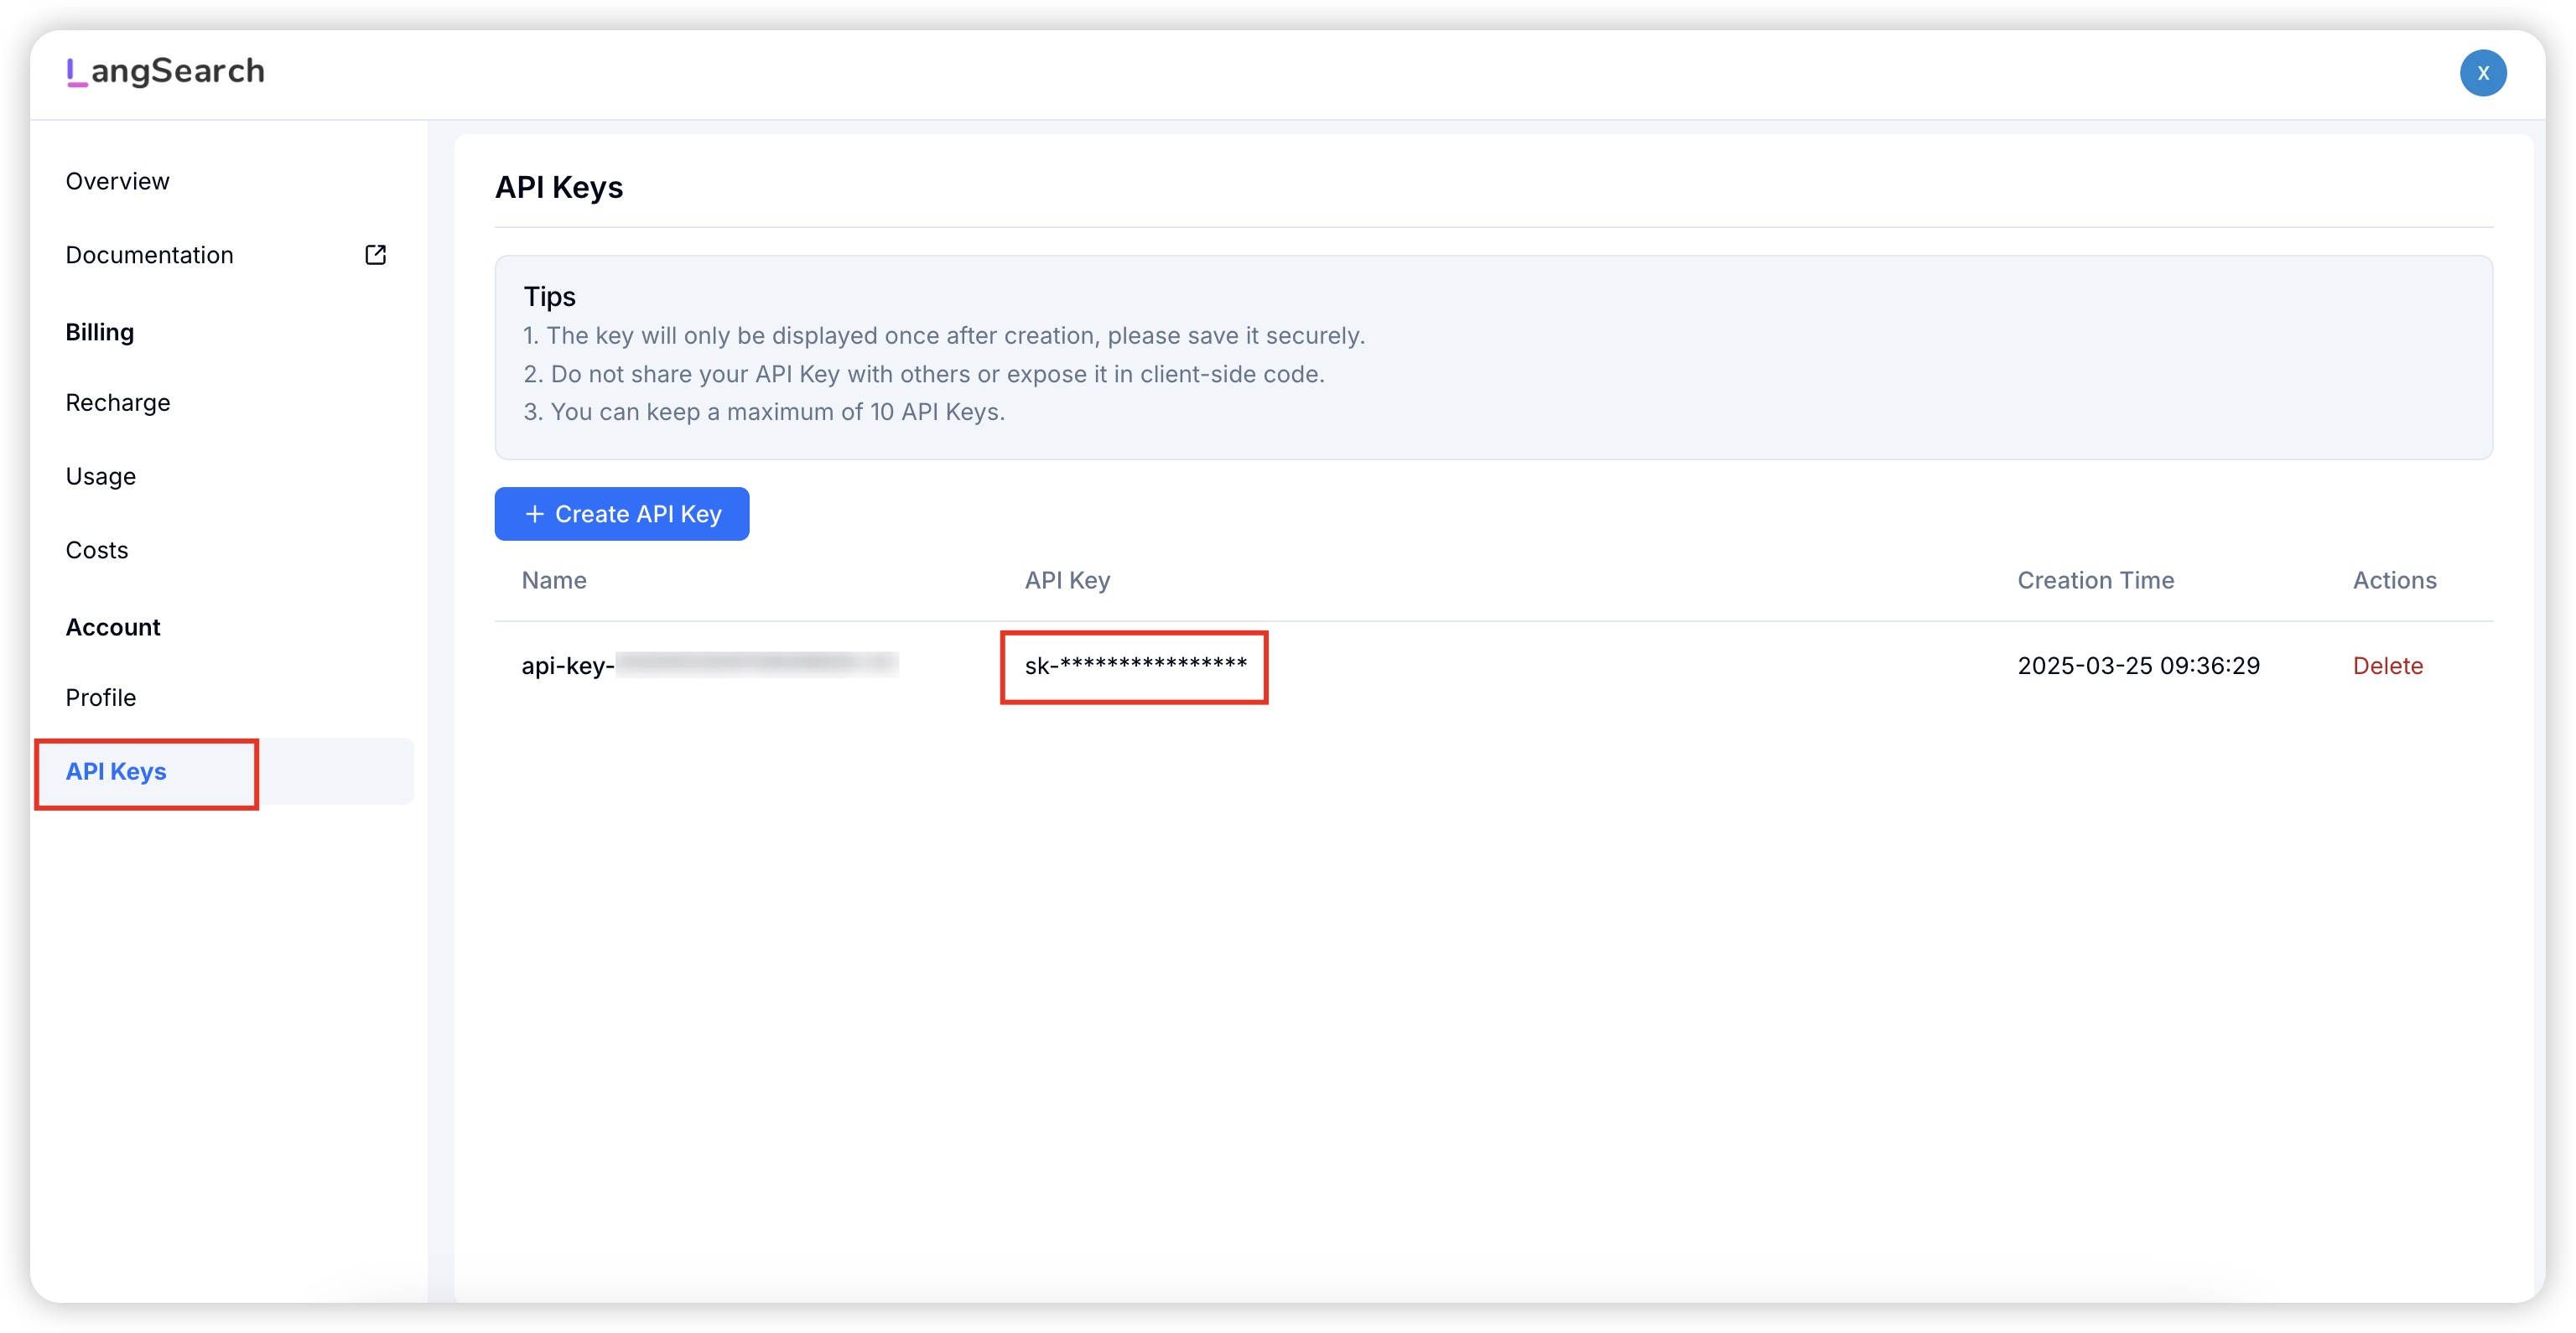 LangSearch
X
Overview
Documentation
Billing
Recharge
Usage
Costs
Account
Profile
API Keys
API Keys
Tips
1. The key will only be displayed once after creation, please save it securely.
2. Do not share your API Key with others or expose it in client-side code.
3. You can keep a maximum of 10 API Keys.
+ Create API Key
Name API Key Creation Time Actions
api-key- sk-**************** 2025-03-25 09:36:29 Delete